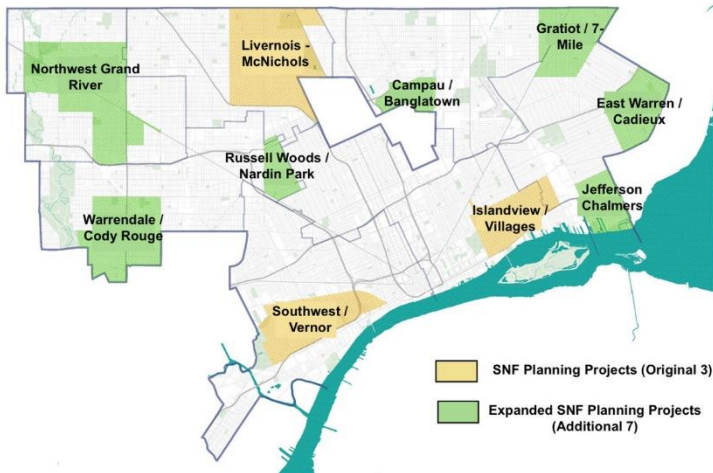 Gratiot / 7-
Mile
Livernois -
McNichols
Northwest Grand
River
Campau /
Banglatown
East Warren /
Cadieux
Russell Woods /
Nardin Park
Jefferson
Chalmers
Islandview /
Villages
Warrendale /
Cody Rouge
Southwest /
Vernor
SNF Planning Projects (Original 3)
Expanded SNF Planning Projects
(Additional 7)